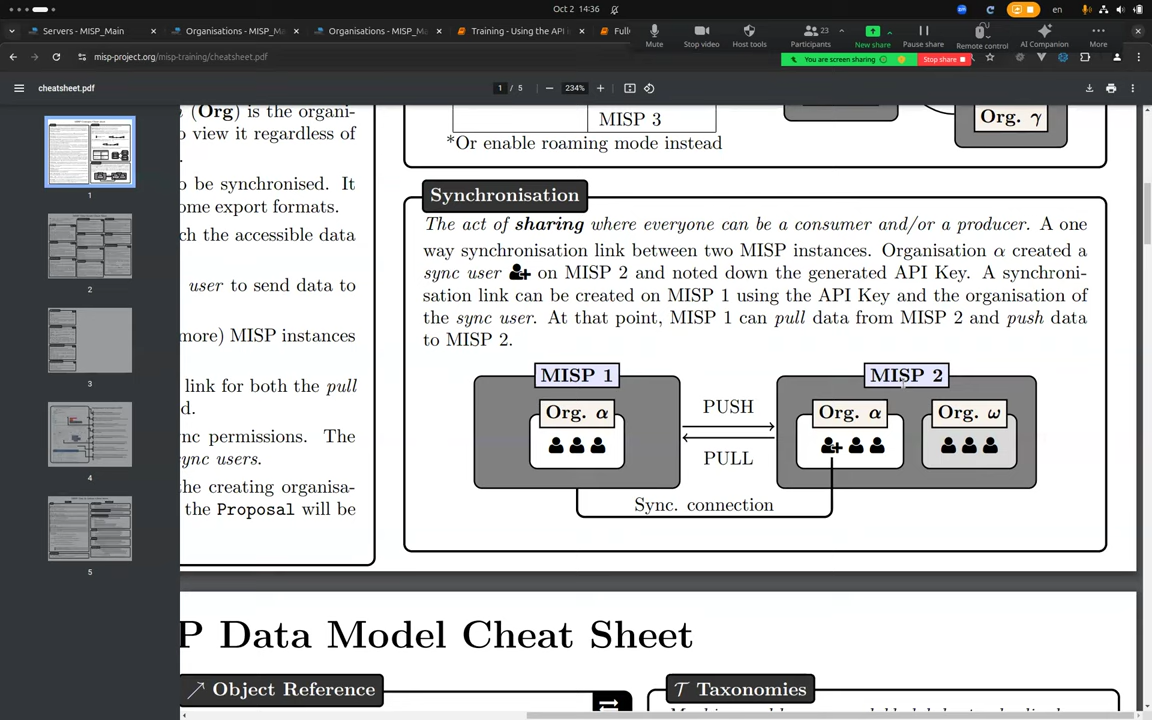 Oct 2 14:36
en
Servers - MISP_Main
Organisations - MISP_M
Organisations - MISP_M
Training - Using the API
Full
Mute
Stop video
Host tools
23
Participants
New share
Pause share
Remote control
AI Companion
More
You are screen sharing
Stop share
misp-project.org/misp-training/cheatsheet.pdf
cheatsheet.pdf
1 / 5
234%
1
2
3
4
5
(Org) is the organi-
o view it regardless of
o be synchronised. It
ome export formats.
ch the accessible data
user to send data to
more) MISP instances
link for both the pull
d.
nc permissions. The
ync users.
the creating organisa-
the Proposal will be
MISP 3
*Or enable roaming mode instead
Org. γ
Synchronisation
The act of sharing where everyone can be a consumer and/or a producer. A one
way synchronisation link between two MISP instances. Organisation α created a
sync user on MISP 2 and noted down the generated API Key. A synchroni-
sation link can be created on MISP 1 using the API Key and the organisation of
the sync user. At that point, MISP 1 can pull data from MISP 2 and push data
to MISP 2.
MISP 1
MISP 2
Org. α
PUSH
Org. α
Org. ω
PULL
Sync. connection
P Data Model Cheat Sheet
Object Reference
Taxonomies